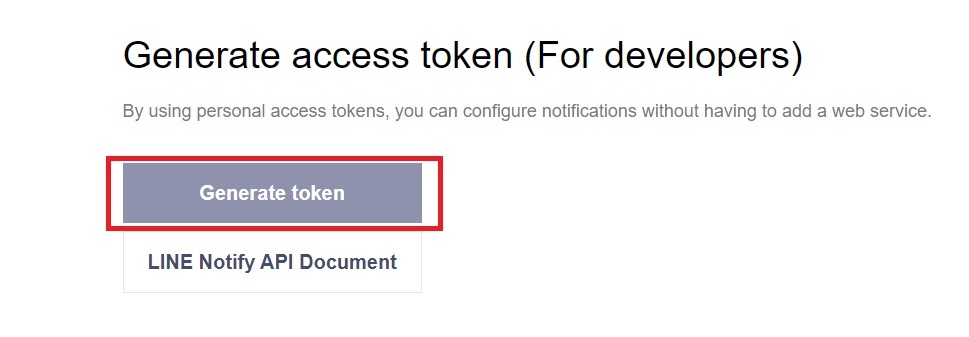 Generate access token (For developers)
By using personal access tokens, you can configure notifications without having to add a web service.
Generate token
LINE Notify API Document